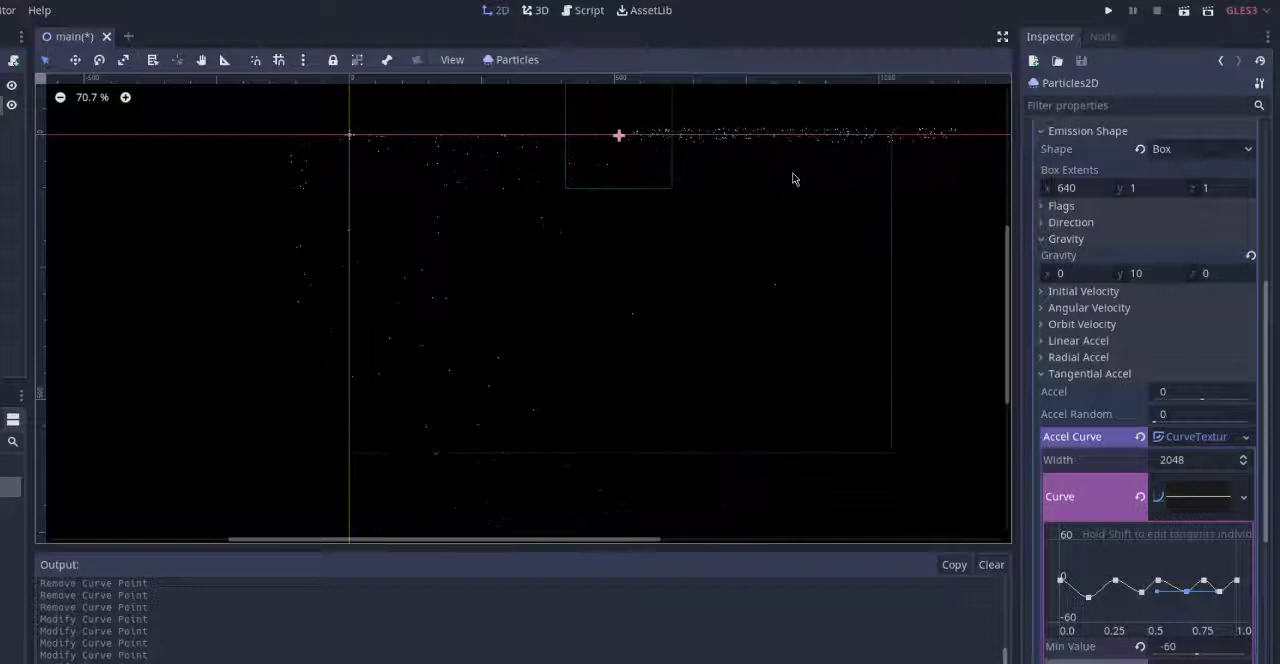 tor Help 2D 3D Script AssetLib GLES3
main(*) Inspector Node
View Particles
-500 0 500
70.7 %
Particles2D
Filter properties
Emission Shape
Shape Box
Box Extents
x 640 y 1 z 1
Flags
Direction
Gravity
Gravity
x 0 y 10 z 0
Initial Velocity
Angular Velocity
Orbit Velocity
Linear Accel
Radial Accel
Tangential Accel
Accel 0
Accel Random 0
Accel Curve CurveTextur
Width 2048
Curve
60 Hold Shift to edit tangents individ
0
-60
0.0 0.25 0.5 0.75 1.0
Min Value -60
Output: Copy Clear
Remove Curve Point
Remove Curve Point
Remove Curve Point
Modify Curve Point
Modify Curve Point
Modify Curve Point
Modify Curve Point